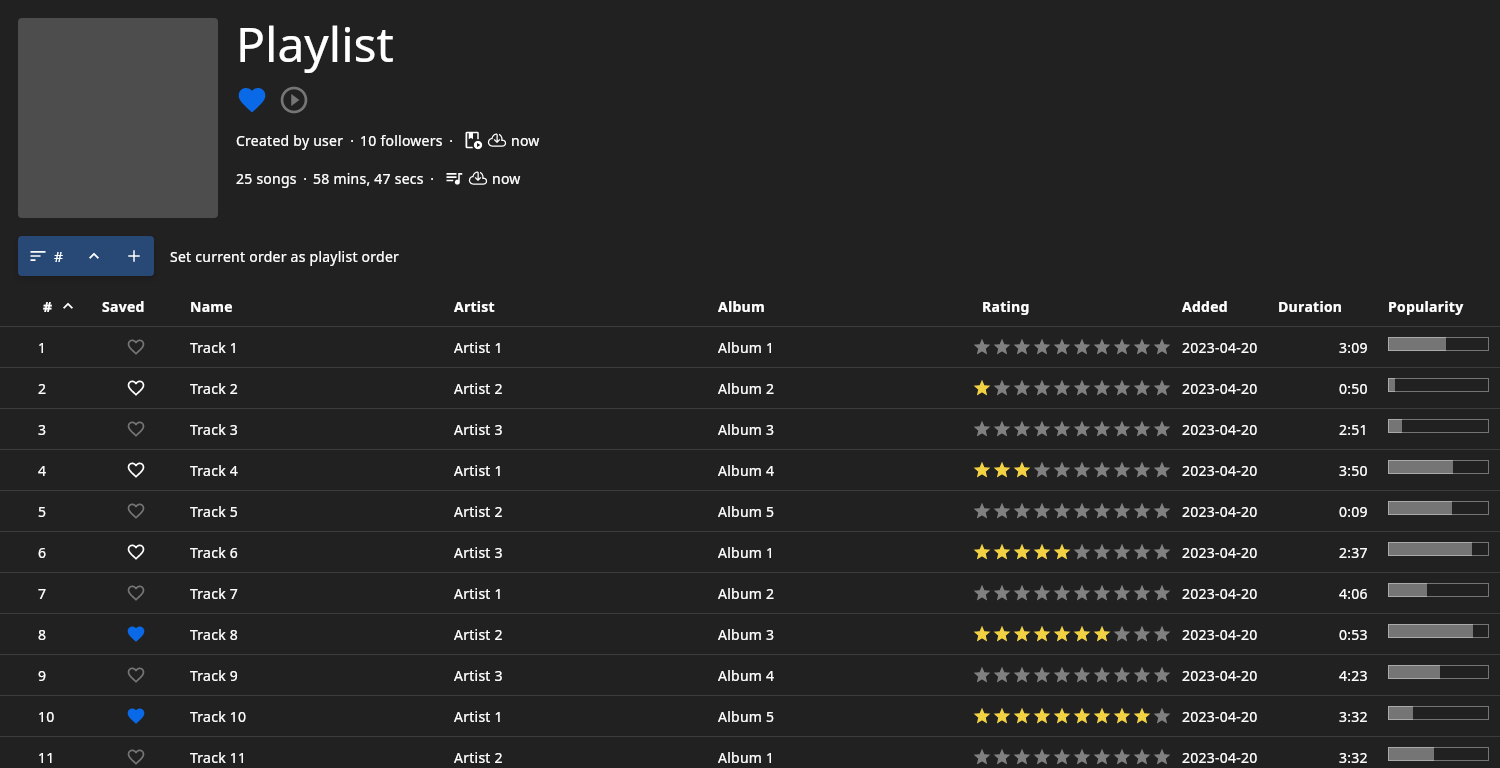 Playlist
Created by user · 10 followers · now
25 songs · 58 mins, 47 secs · now
# Set current order as playlist order
# Saved Name Artist Album Rating Added Duration Popularity
1 Track 1 Artist 1 Album 1 2023-04-20 3:09
2 Track 2 Artist 2 Album 2 2023-04-20 0:50
3 Track 3 Artist 3 Album 3 2023-04-20 2:51
4 Track 4 Artist 1 Album 4 2023-04-20 3:50
5 Track 5 Artist 2 Album 5 2023-04-20 0:09
6 Track 6 Artist 3 Album 1 2023-04-20 2:37
7 Track 7 Artist 1 Album 2 2023-04-20 4:06
8 Track 8 Artist 2 Album 3 2023-04-20 0:53
9 Track 9 Artist 3 Album 4 2023-04-20 4:23
10 Track 10 Artist 1 Album 5 2023-04-20 3:32
11 Track 11 Artist 2 Album 1 2023-04-20 3:32